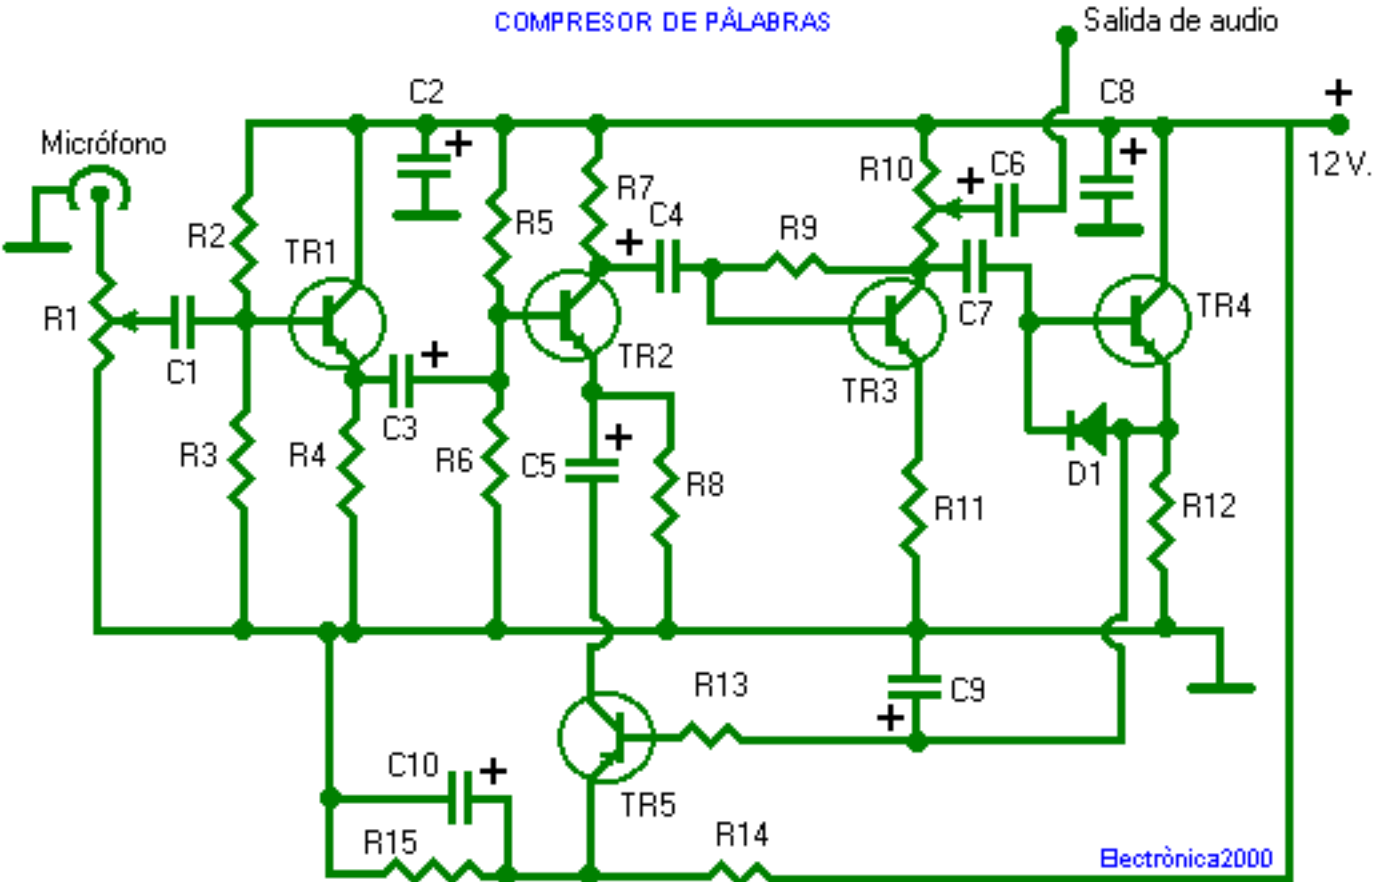 COMPRESOR DE PÀLABRAS
Salida de audio
C2
C8
+
Micrófono
+
+
12 V.
R10
C6
+
R7
R2
R5
C4
R9
TR1
+
R1
C7
TR4
C1
+
TR2
TR3
C3
+
R3
R4
R6
C5
D1
R8
R11
R12
R13
C9
+
C10
+
TR5
R15
R14
Electrònica2000